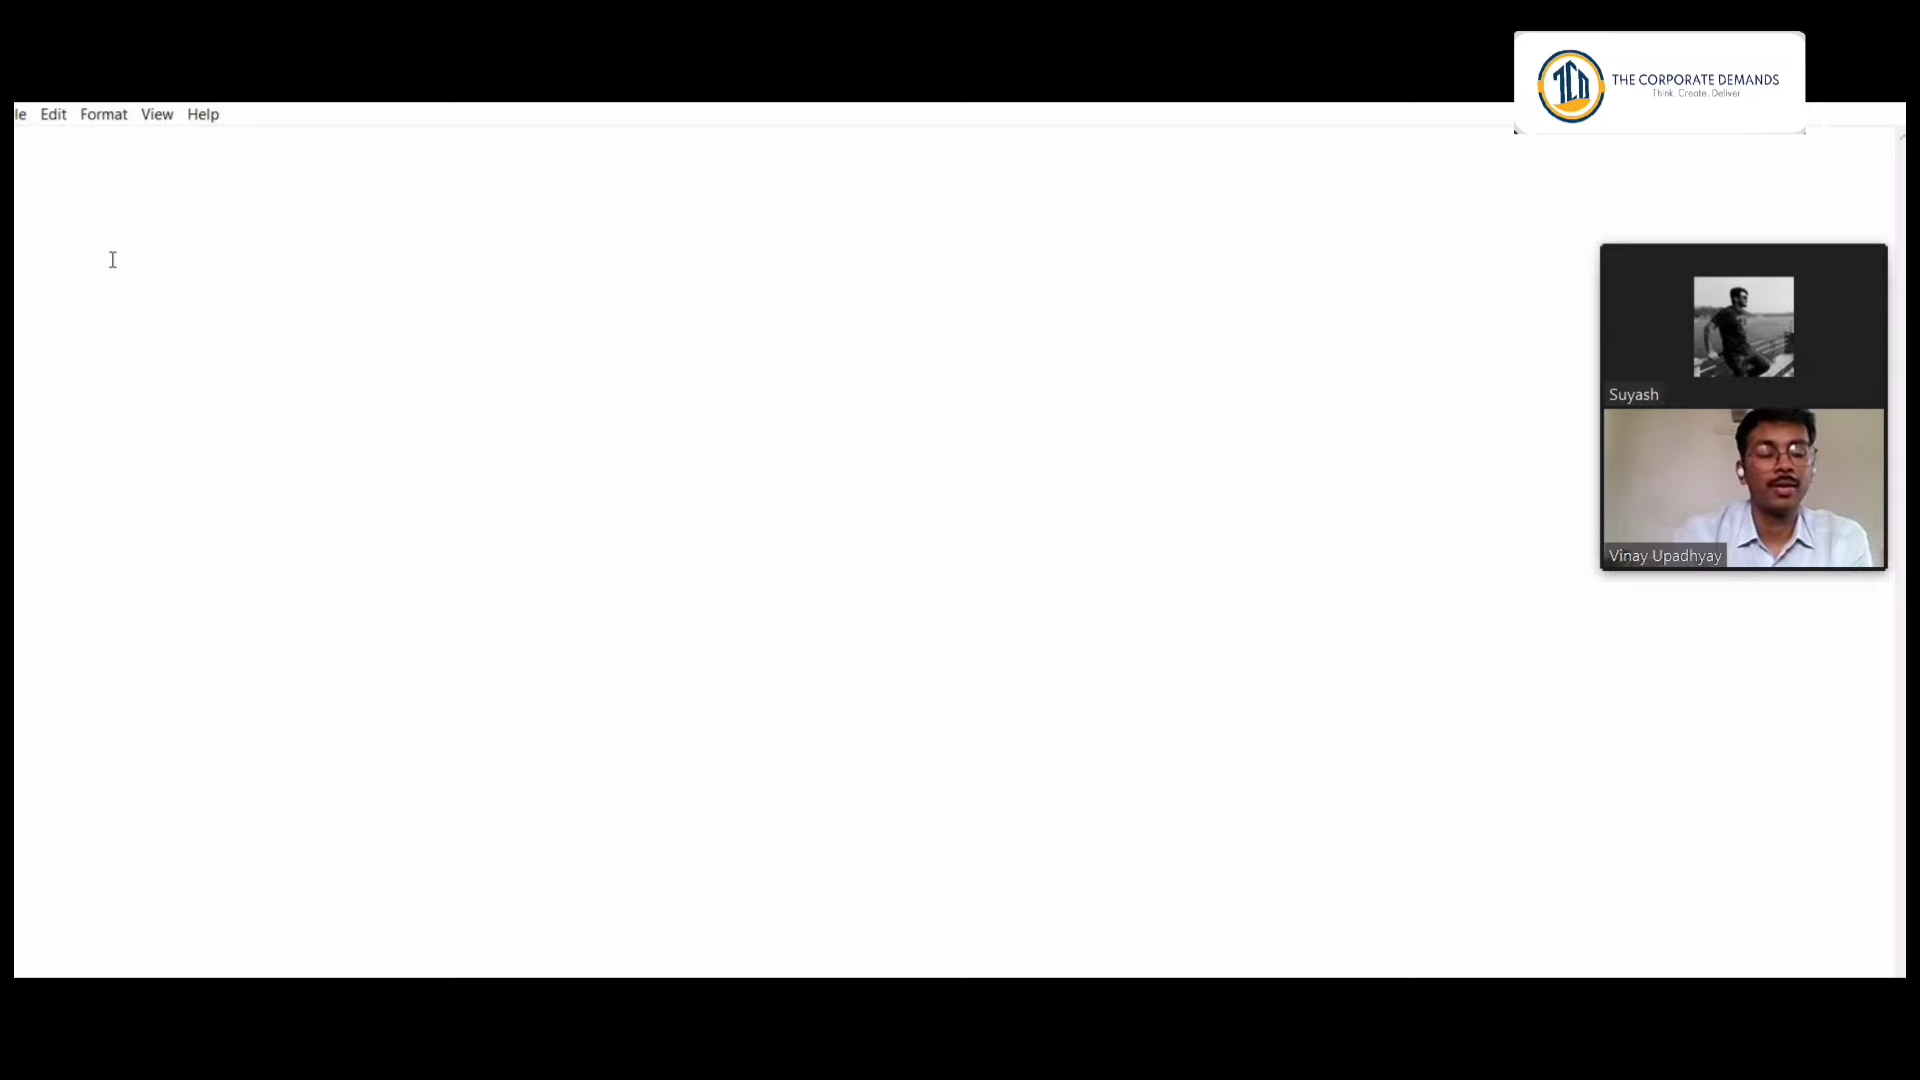 THE CORPORATE DEMANDS
Think. Create. Deliver
le Edit Format View Help
Suyash
Vinay Upadhyay